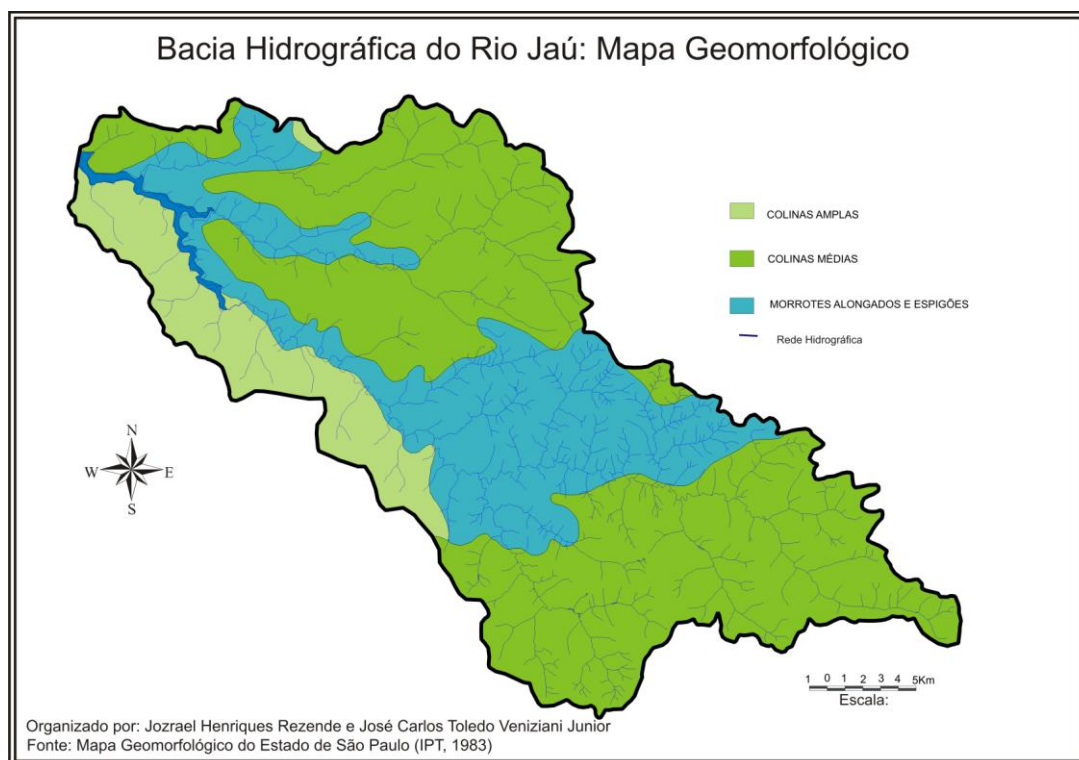 Bacia Hidrográfica do Rio Jaú: Mapa Geomorfológico
COLINAS AMPLAS
COLINAS MÉDIAS
MORROTES ALONGADOS E ESPIGÕES
Rede Hidrográfica
N
W E
S
1 0 1 2 3 4 5Km
Escala:
Organizado por: Jozrael Henriques Rezende e José Carlos Toledo Veniziani Junior
Fonte: Mapa Geomorfológico do Estado de São Paulo (IPT, 1983)